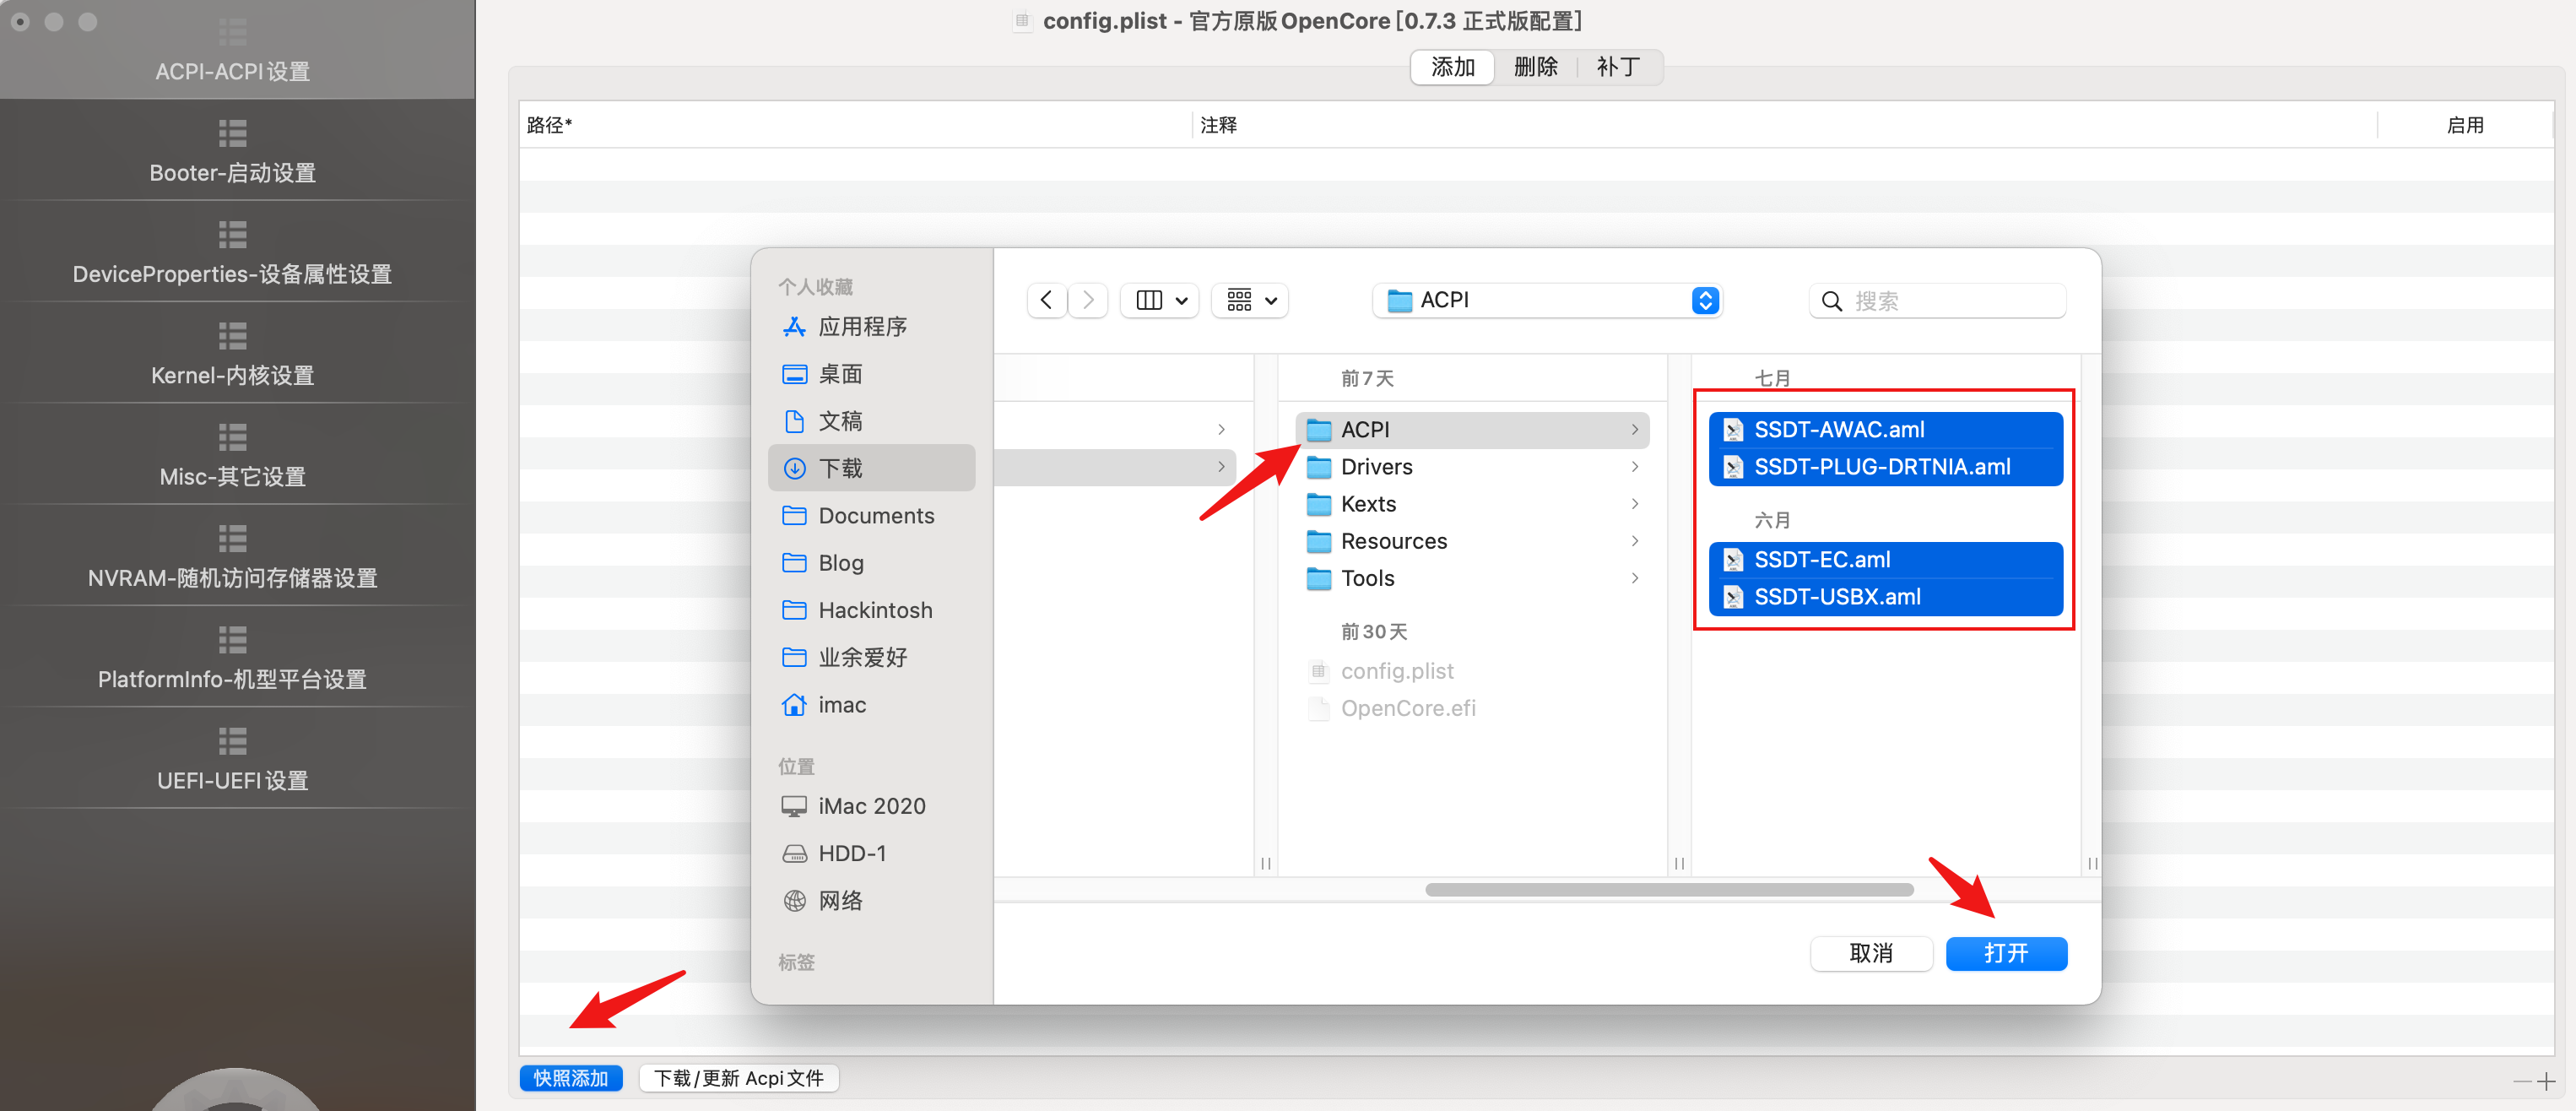 config.plist - 官方原版OpenCore[0.7.3 正式版配置]
ACPI-ACPI设置
Booter-启动设置
DeviceProperties-设备属性设置
Kernel-内核设置
Misc-其它设置
NVRAM-随机访问存储器设置
PlatformInfo-机型平台设置
UEFI-UEFI设置
添加 删除 补丁
路径* 注释 启用
个人收藏
应用程序
桌面
文稿
下载
Documents
Blog
Hackintosh
业余爱好
imac
位置
iMac 2020
HDD-1
网络
标签
ACPI 搜索
前7天
ACPI
Drivers
Kexts
Resources
Tools
前30天
config.plist
OpenCore.efi
七月
SSDT-AWAC.aml
SSDT-PLUG-DRTNIA.aml
六月
SSDT-EC.aml
SSDT-USBX.aml
取消 打开
快照添加 下载/更新 Acpi文件